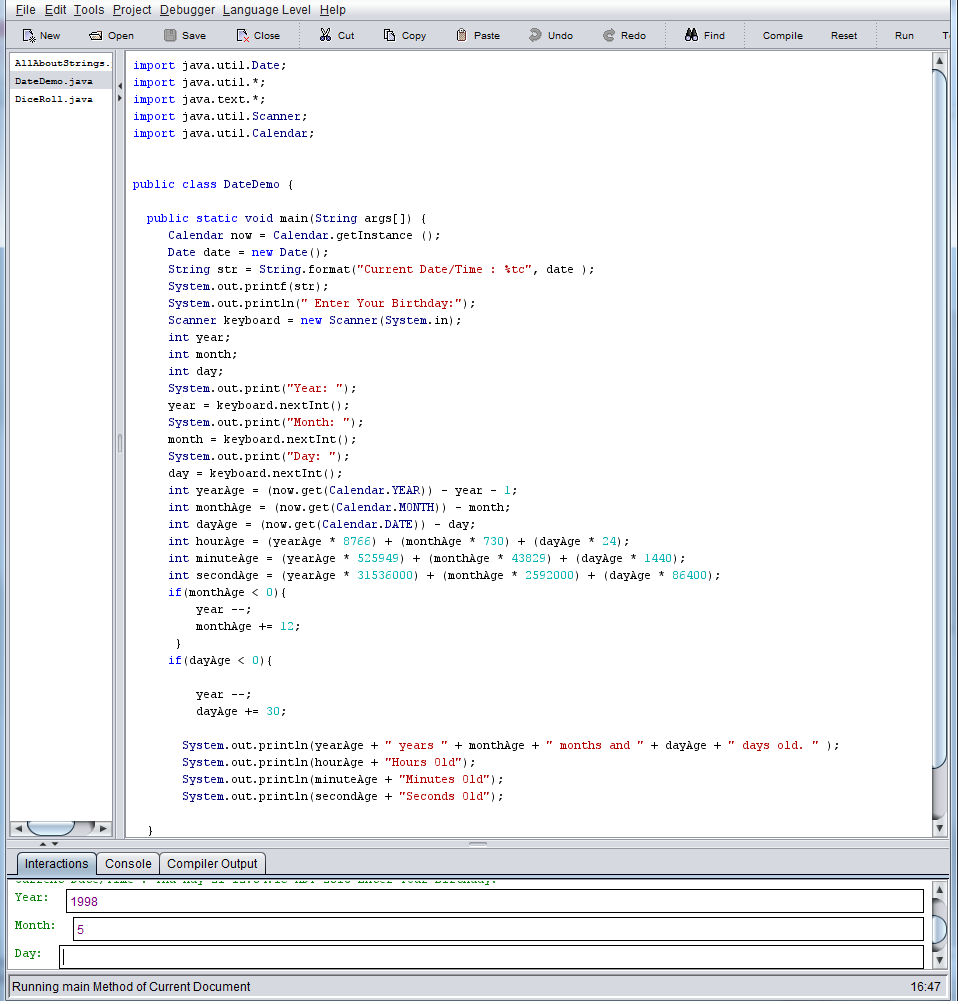 File Edit Tools Project Debugger Language Level Help
New Open Save Close Cut Copy Paste Undo Redo Find Compile Reset Run
AllAboutStrings.
DateDemo.java
DiceRoll.java
import java.util.Date;
import java.util.*;
import java.text.*;
import java.util.Scanner;
import java.util.Calendar;
public class DateDemo {
public static void main(String args[]) {
Calendar now = Calendar.getInstance ();
Date date = new Date();
String str = String.format("Current Date/Time : %tc", date );
System.out.printf(str);
System.out.println(" Enter Your Birthday:");
Scanner keyboard = new Scanner(System.in);
int year;
int month;
int day;
System.out.print("Year: ");
year = keyboard.nextInt();
System.out.print("Month: ");
month = keyboard.nextInt();
System.out.print("Day: ");
day = keyboard.nextInt();
int yearAge = (now.get(Calendar.YEAR)) - year - 1;
int monthAge = (now.get(Calendar.MONTH)) - month;
int dayAge = (now.get(Calendar.DATE)) - day;
int hourAge = (yearAge * 8766) + (monthAge * 730) + (dayAge * 24);
int minuteAge = (yearAge * 525949) + (monthAge * 43829) + (dayAge * 1440);
int secondAge = (yearAge * 31536000) + (monthAge * 2592000) + (dayAge * 86400);
if(monthAge < 0){
year --;
monthAge += 12;
}
if(dayAge < 0){
year --;
dayAge += 30;
System.out.println(yearAge + " years " + monthAge + " months and " + dayAge + " days old. " );
System.out.println(hourAge + "Hours Old");
System.out.println(minuteAge + "Minutes Old");
System.out.println(secondAge + "Seconds Old");
}
Interactions Console Compiler Output
Year: 1998
Month: 5
Day:
Running main Method of Current Document 16:47